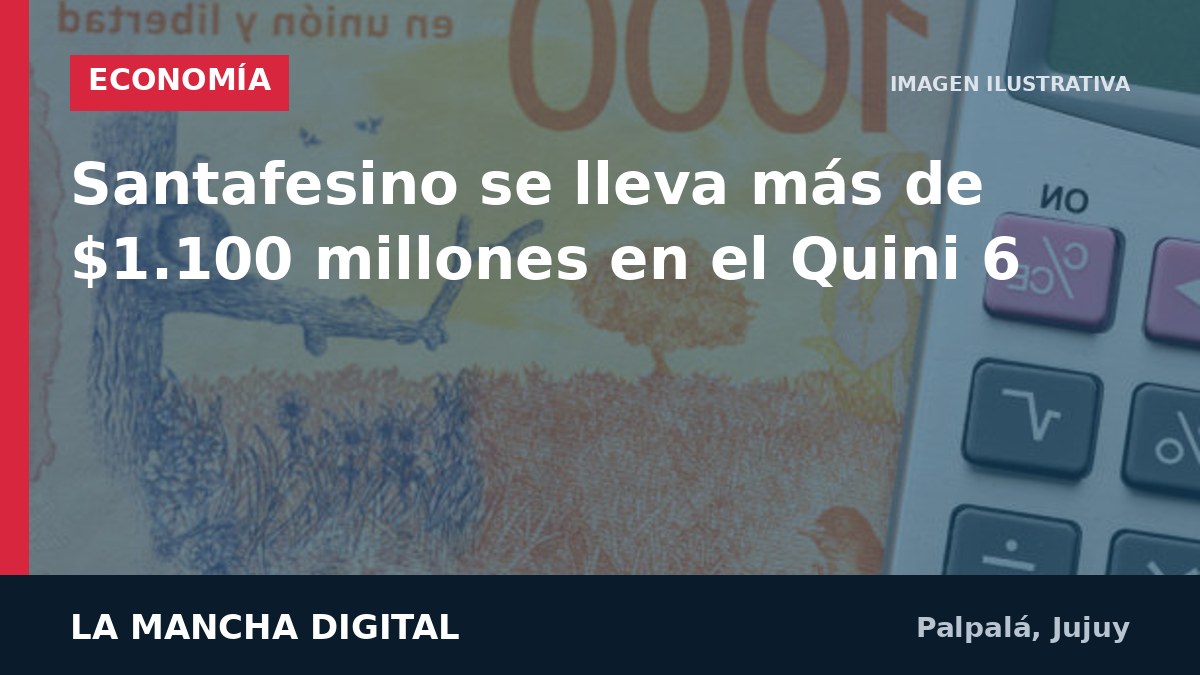 en unión y libertad
1000
ECONOMÍA
IMAGEN ILUSTRATIVA
Santafesino se lleva más de
$1.100 millones en el Quini 6
ON
C/CE
√
%
÷
LA MANCHA DIGITAL
Palpalá, Jujuy